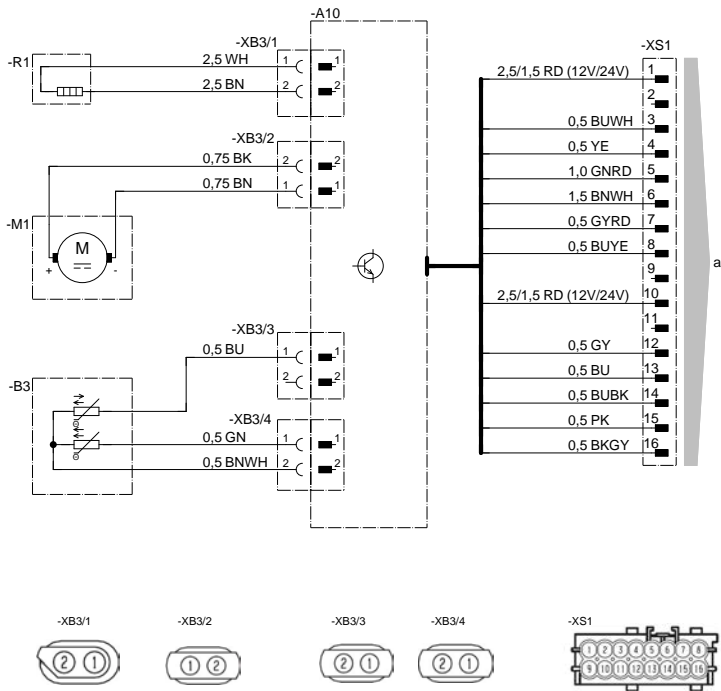 -A10
-XB3/1
-R1
2,5 WH 1 1
2,5 BN 2 2
-XB3/2
0,75 BK 2 2
0,75 BN 1 1
-M1
M
+ -
-XB3/3
0,5 BU 1 1
2 2
-B3
-XB3/4
0,5 GN 1 1
0,5 BNWH 2 2
-XS1
2,5/1,5 RD (12V/24V) 1
2
0,5 BUWH 3
0,5 YE 4
1,0 GNRD 5
1,5 BNWH 6
0,5 GYRD 7
0,5 BUYE 8
9
2,5/1,5 RD (12V/24V) 10
11
0,5 GY 12
0,5 BU 13
0,5 BUBK 14
0,5 PK 15
0,5 BKGY 16
a
-XB3/1
2 1
-XB3/2
1 2
-XB3/3
2 1
-XB3/4
2 1
-XS1
1 2 3 4 5 6 7 8
9 10 11 12 13 14 15 16